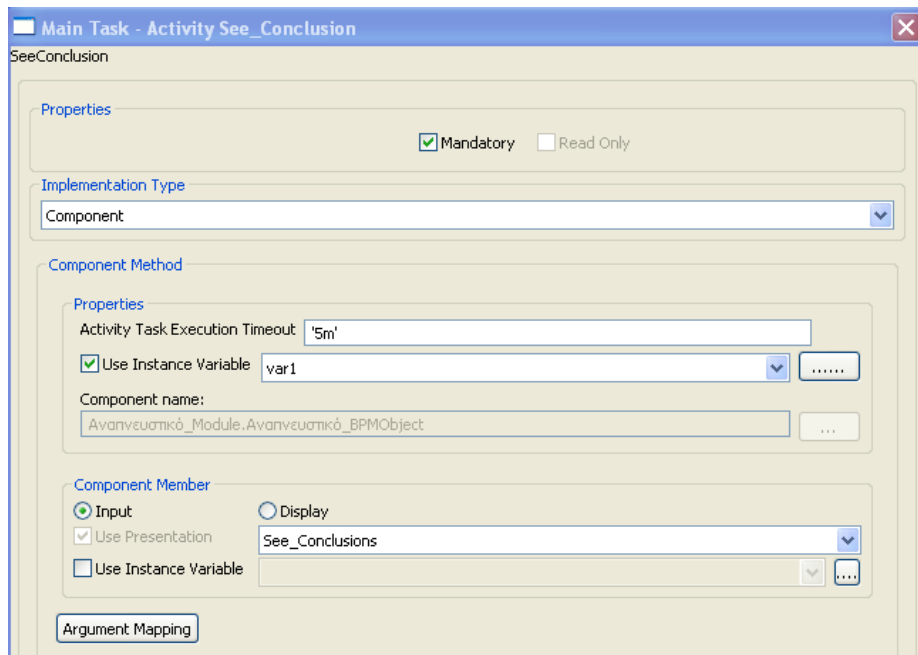 Main Task - Activity See_Conclusion
SeeConclusion
Properties
Mandatory Read Only
Implementation Type
Component
Component Method
Properties
Activity Task Execution Timeout '5m'
Use Instance Variable var1 ......
Component name:
Αναπνευστικό_Module.Αναπνευστικό_BPMObject ...
Component Member
Input Display
Use Presentation See_Conclusions
Use Instance Variable ....
Argument Mapping